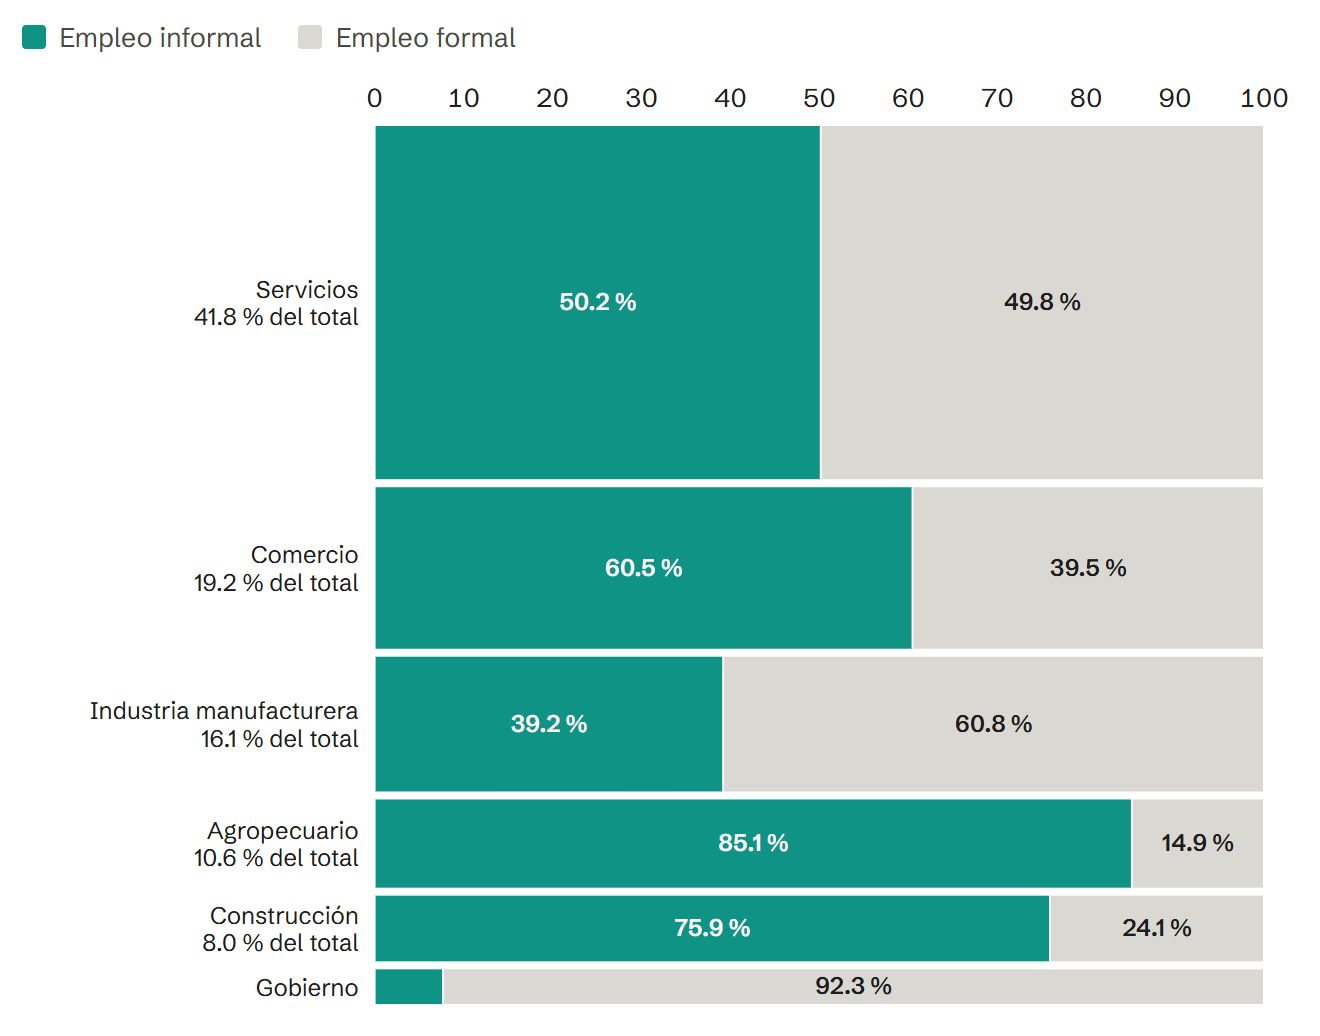 Empleo informal Empleo formal
0 10 20 30 40 50 60 70 80 90 100
Servicios
41.8 % del total
50.2 % 49.8 %
Comercio
19.2 % del total
60.5 % 39.5 %
Industria manufacturera
16.1 % del total
39.2 % 60.8 %
Agropecuario
10.6 % del total
85.1 % 14.9 %
Construcción
8.0 % del total
75.9 % 24.1 %
Gobierno
92.3 %